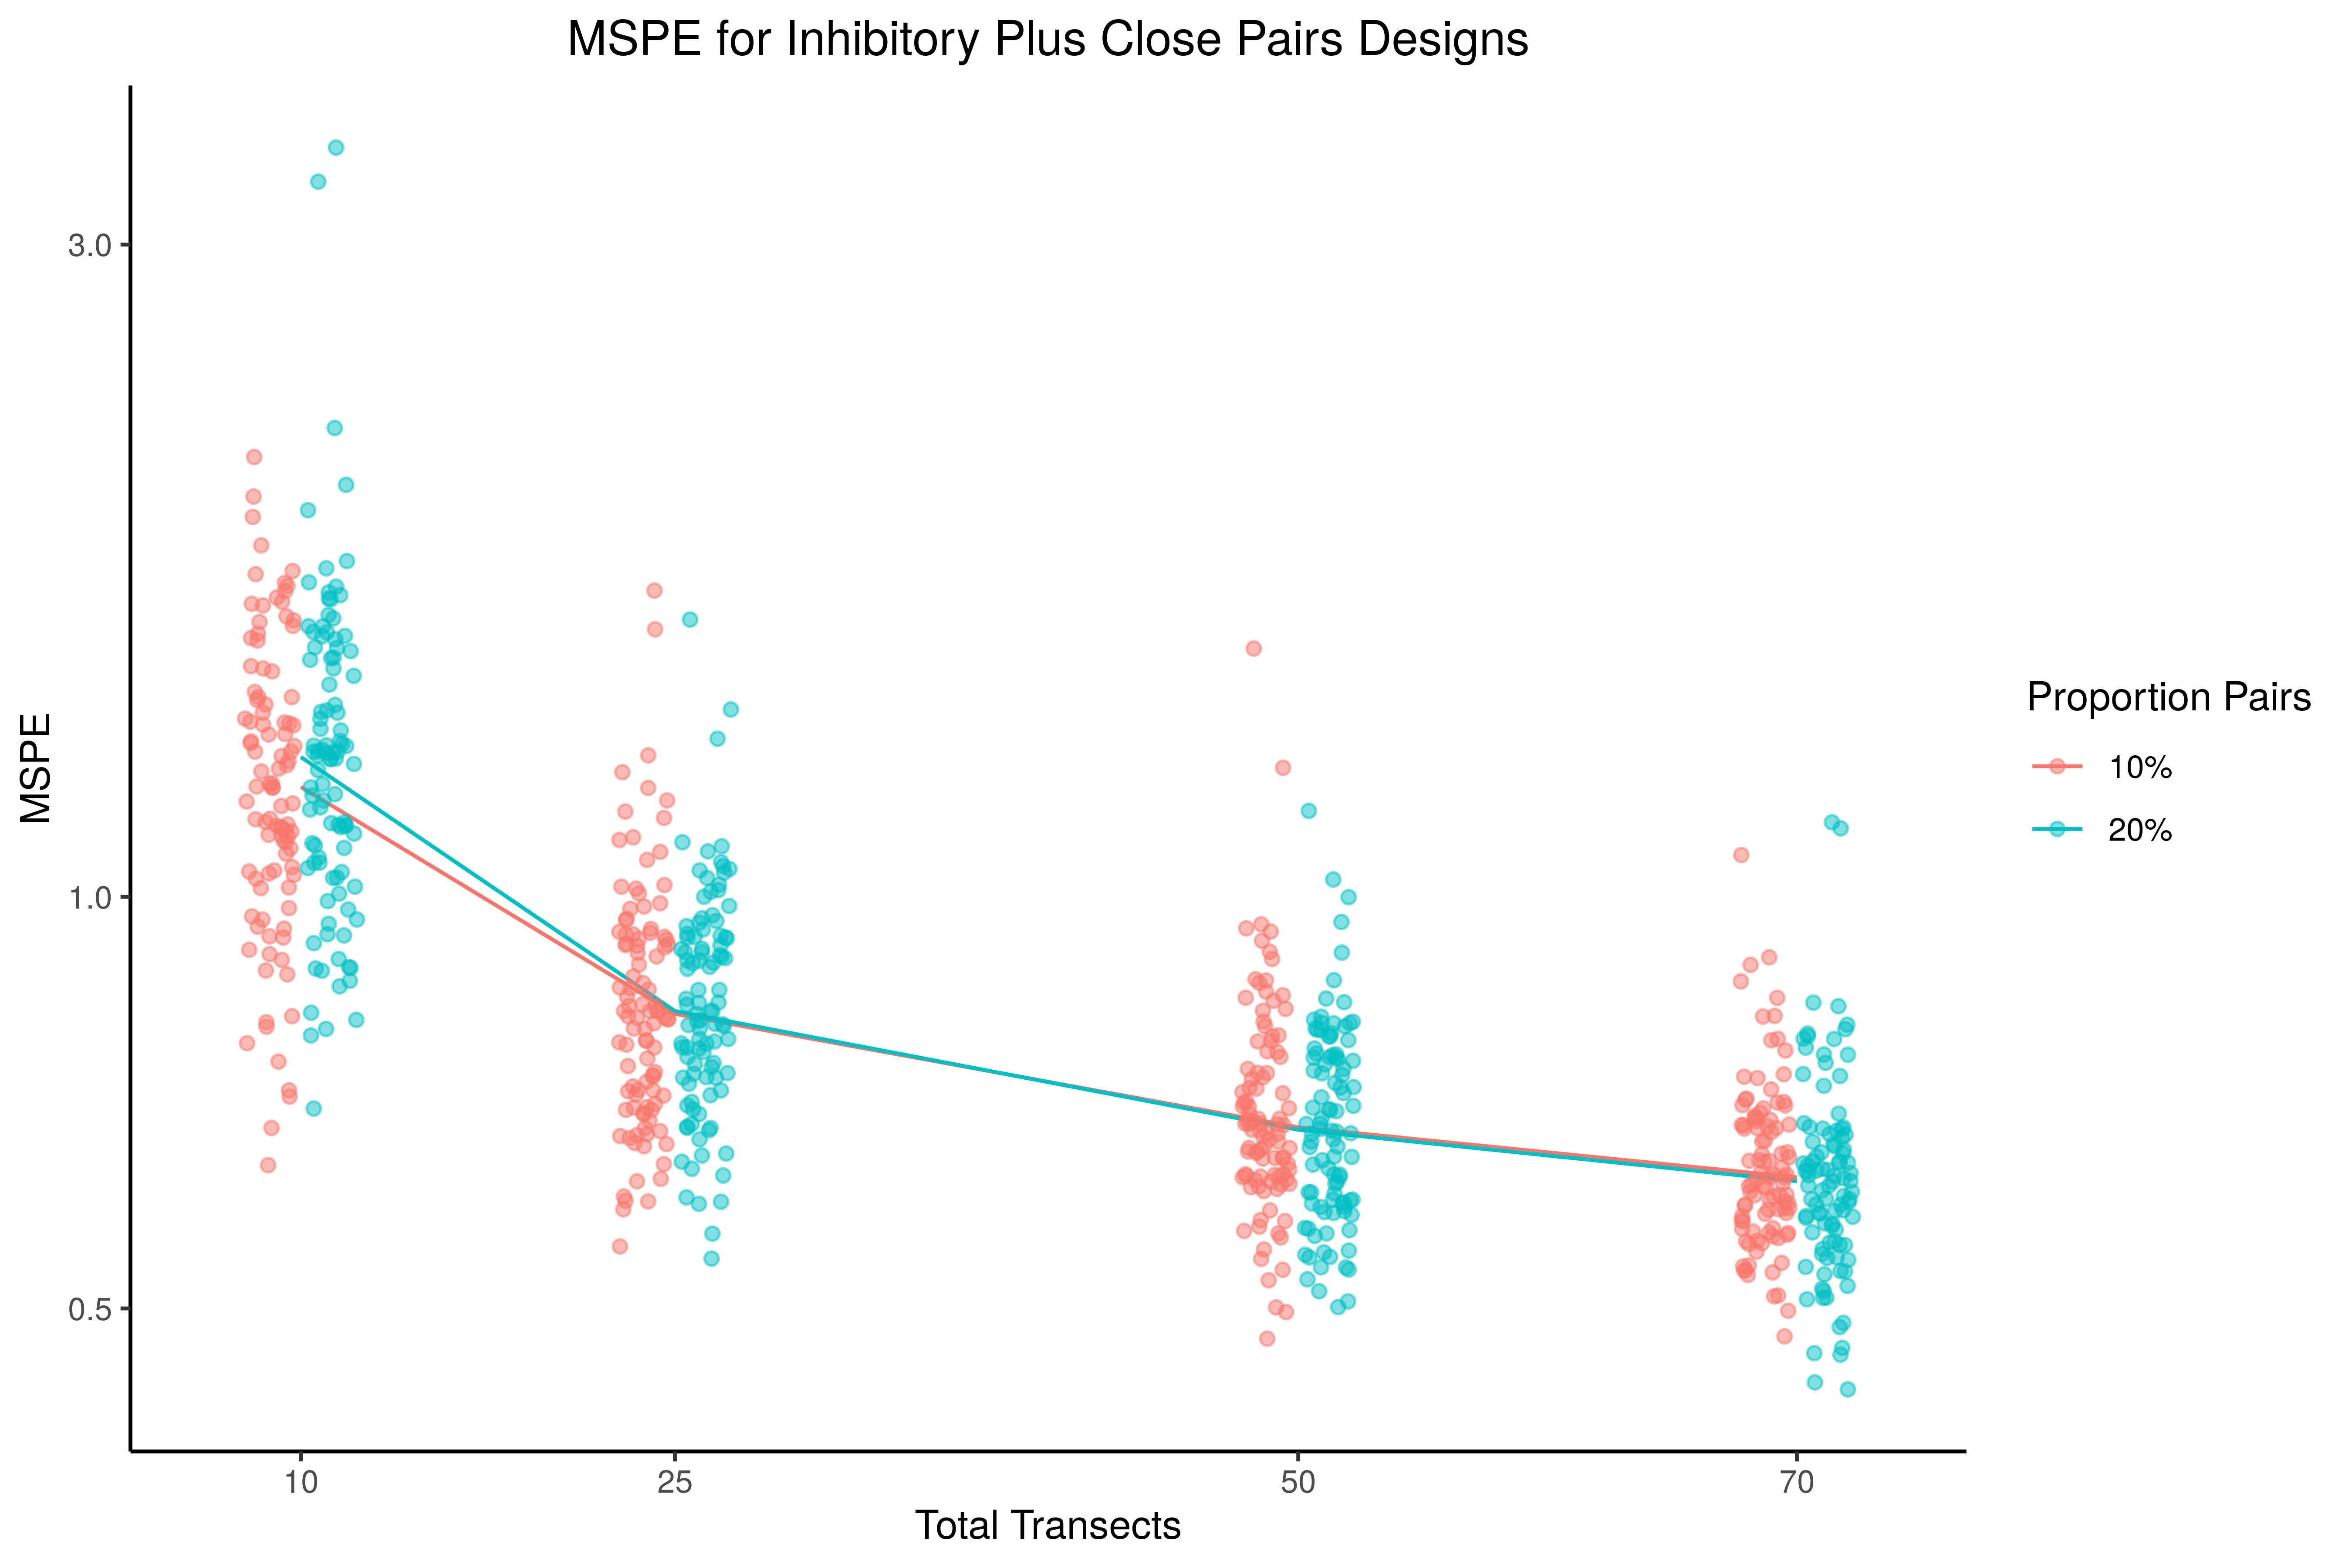 MSPE for Inhibitory Plus Close Pairs Designs
MSPE
3.0
1.0
0.5
10
25
50
70
Total Transects
Proportion Pairs
10%
20%